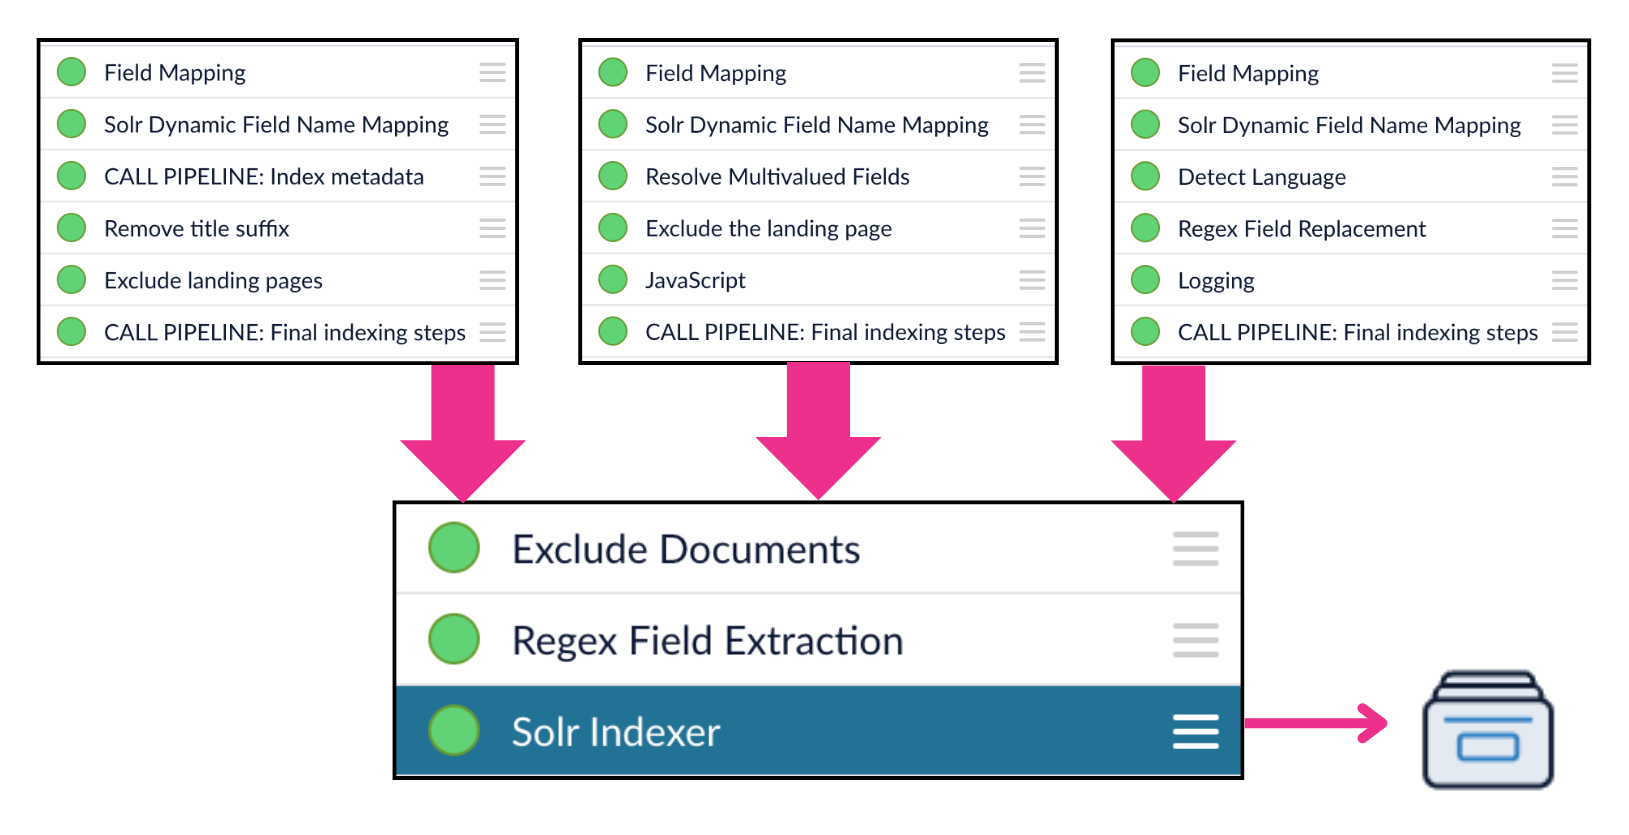 Field Mapping
Solr Dynamic Field Name Mapping
CALL PIPELINE: Index metadata
Remove title suffix
Exclude landing pages
CALL PIPELINE: Final indexing steps
Field Mapping
Solr Dynamic Field Name Mapping
Resolve Multivalued Fields
Exclude the landing page
JavaScript
CALL PIPELINE: Final indexing steps
Field Mapping
Solr Dynamic Field Name Mapping
Detect Language
Regex Field Replacement
Logging
CALL PIPELINE: Final indexing steps
Exclude Documents
Regex Field Extraction
Solr Indexer